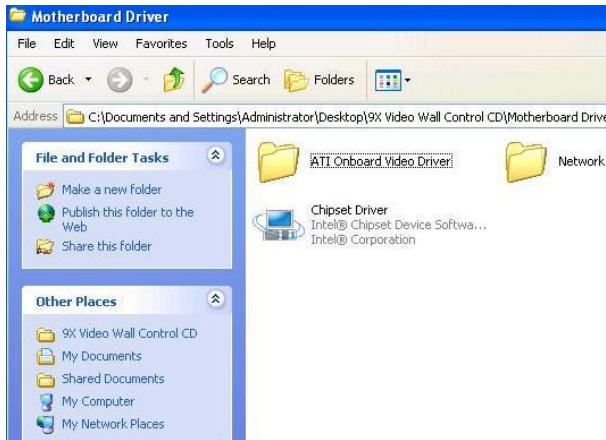 Motherboard Driver
File Edit View Favorites Tools Help
Back Search Folders
Address C:\Documents and Settings\Administrator\Desktop\9X Video Wall Control CD\Motherboard Drive
File and Folder Tasks
Make a new folder
Publish this folder to the
Web
Share this folder
ATI Onboard Video Driver Network
Chipset Driver
Intel® Chipset Device Softwa...
Intel® Corporation
Other Places
9X Video Wall Control CD
My Documents
Shared Documents
My Computer
My Network Places